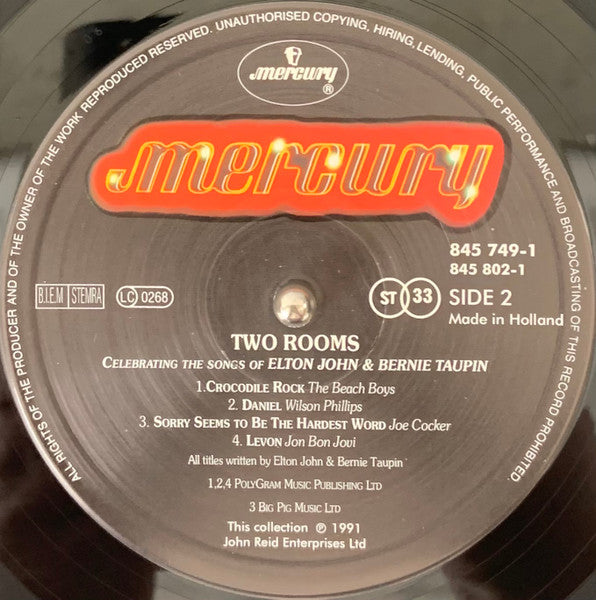 ALL RIGHTS OF THE PRODUCER AND OF THE OWNER OF THE WORK REPRODUCED RESERVED. UNAUTHORISED COPYING, HIRING, LENDING, PUBLIC PERFORMANCE AND BROADCASTING OF THIS RECORD PROHIBITED.
mercury
®
mercury
845 749-1
845 802-1
B.I.E.M STEMRA
LC 0268
ST 33 SIDE 2
Made in Holland
TWO ROOMS
CELEBRATING THE SONGS OF ELTON JOHN & BERNIE TAUPIN
1.CROCODILE ROCK The Beach Boys
2. DANIEL Wilson Phillips
3. SORRY SEEMS TO BE THE HARDEST WORD Joe Cocker
4. LEVON Jon Bon Jovi
All titles written by Elton John & Bernie Taupin
1,2,4 POLYGRAM MUSIC PUBLISHING LTD
3 BIG PIG MUSIC LTD
This collection ℗ 1991
John Reid Enterprises Ltd